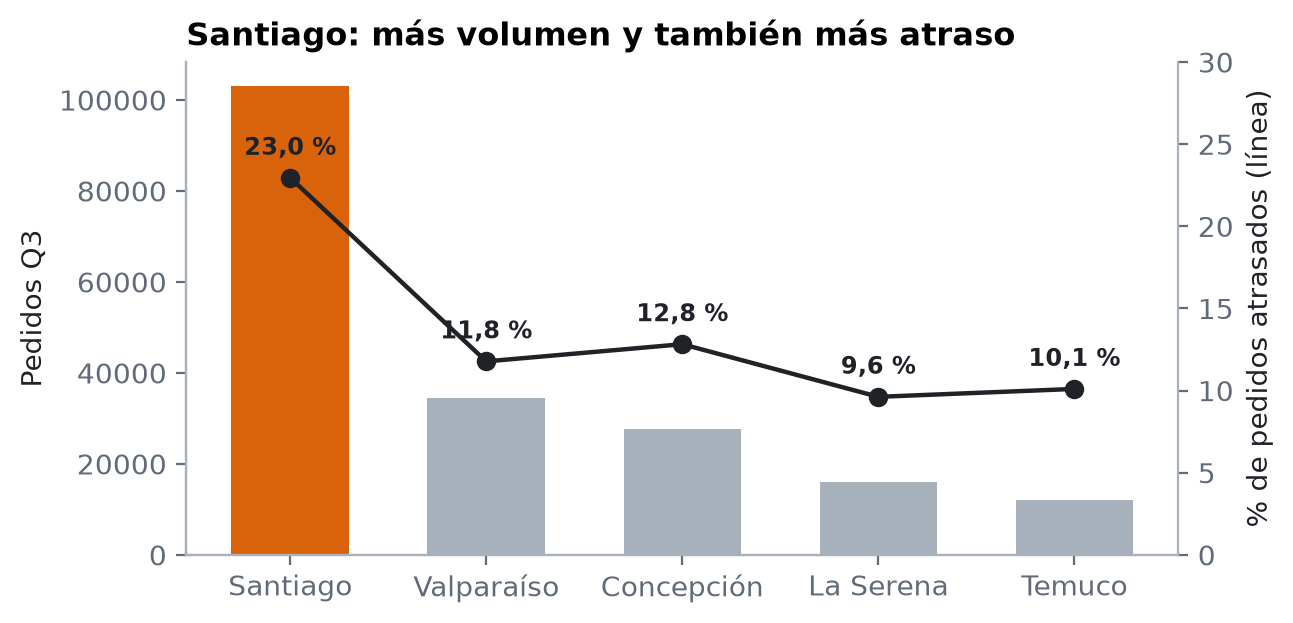 Santiago: más volumen y también más atraso
Pedidos Q3
100000
80000
60000
40000
20000
0
23,0 %
11,8 %
12,8 %
9,6 %
10,1 %
30
25
20
15
10
5
0
% de pedidos atrasados (línea)
Santiago
Valparaíso
Concepción
La Serena
Temuco